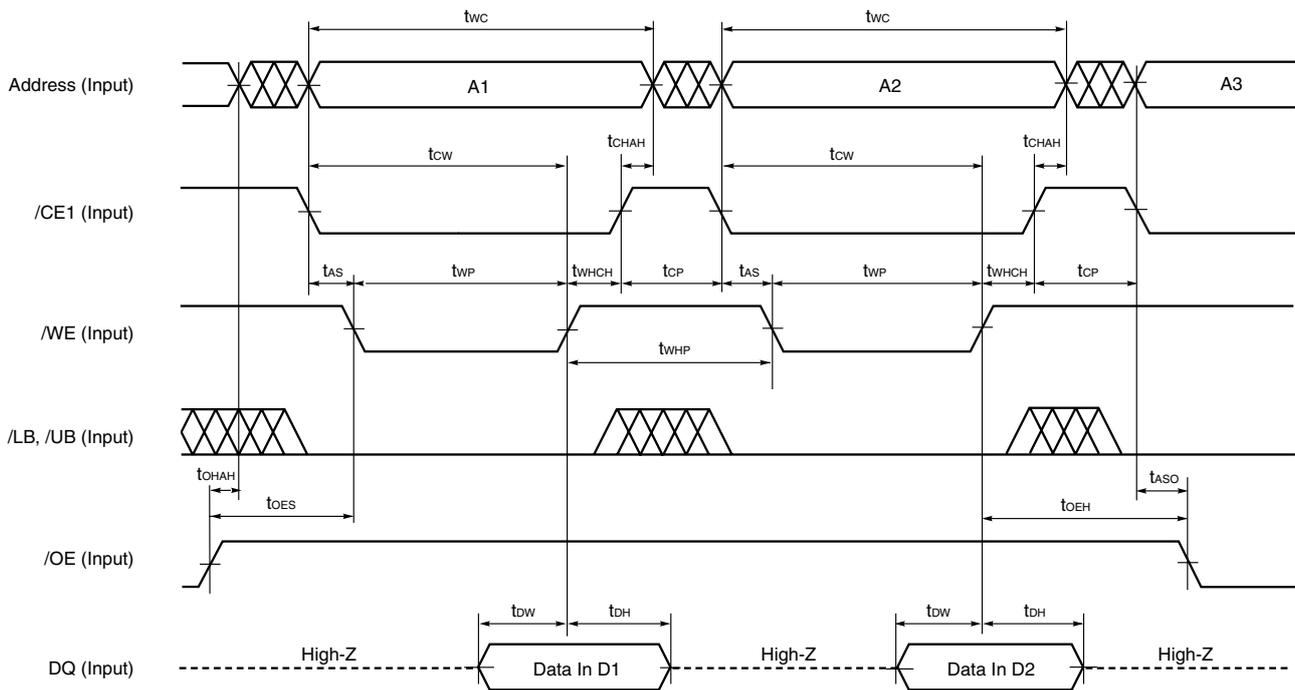 tWC tWC
Address (Input) A1 A2 A3
tCHAH tCHAH
tCW tCW
/CE1 (Input)
tAS tWP tWHCH tCP tAS tWP tWHCH tCP
/WE (Input)
tWHP
/LB, /UB (Input)
tOHAH tASO
tOES tOEH
/OE (Input)
tDW tDH tDW tDH
High-Z High-Z High-Z
DQ (Input) Data In D1 Data In D2